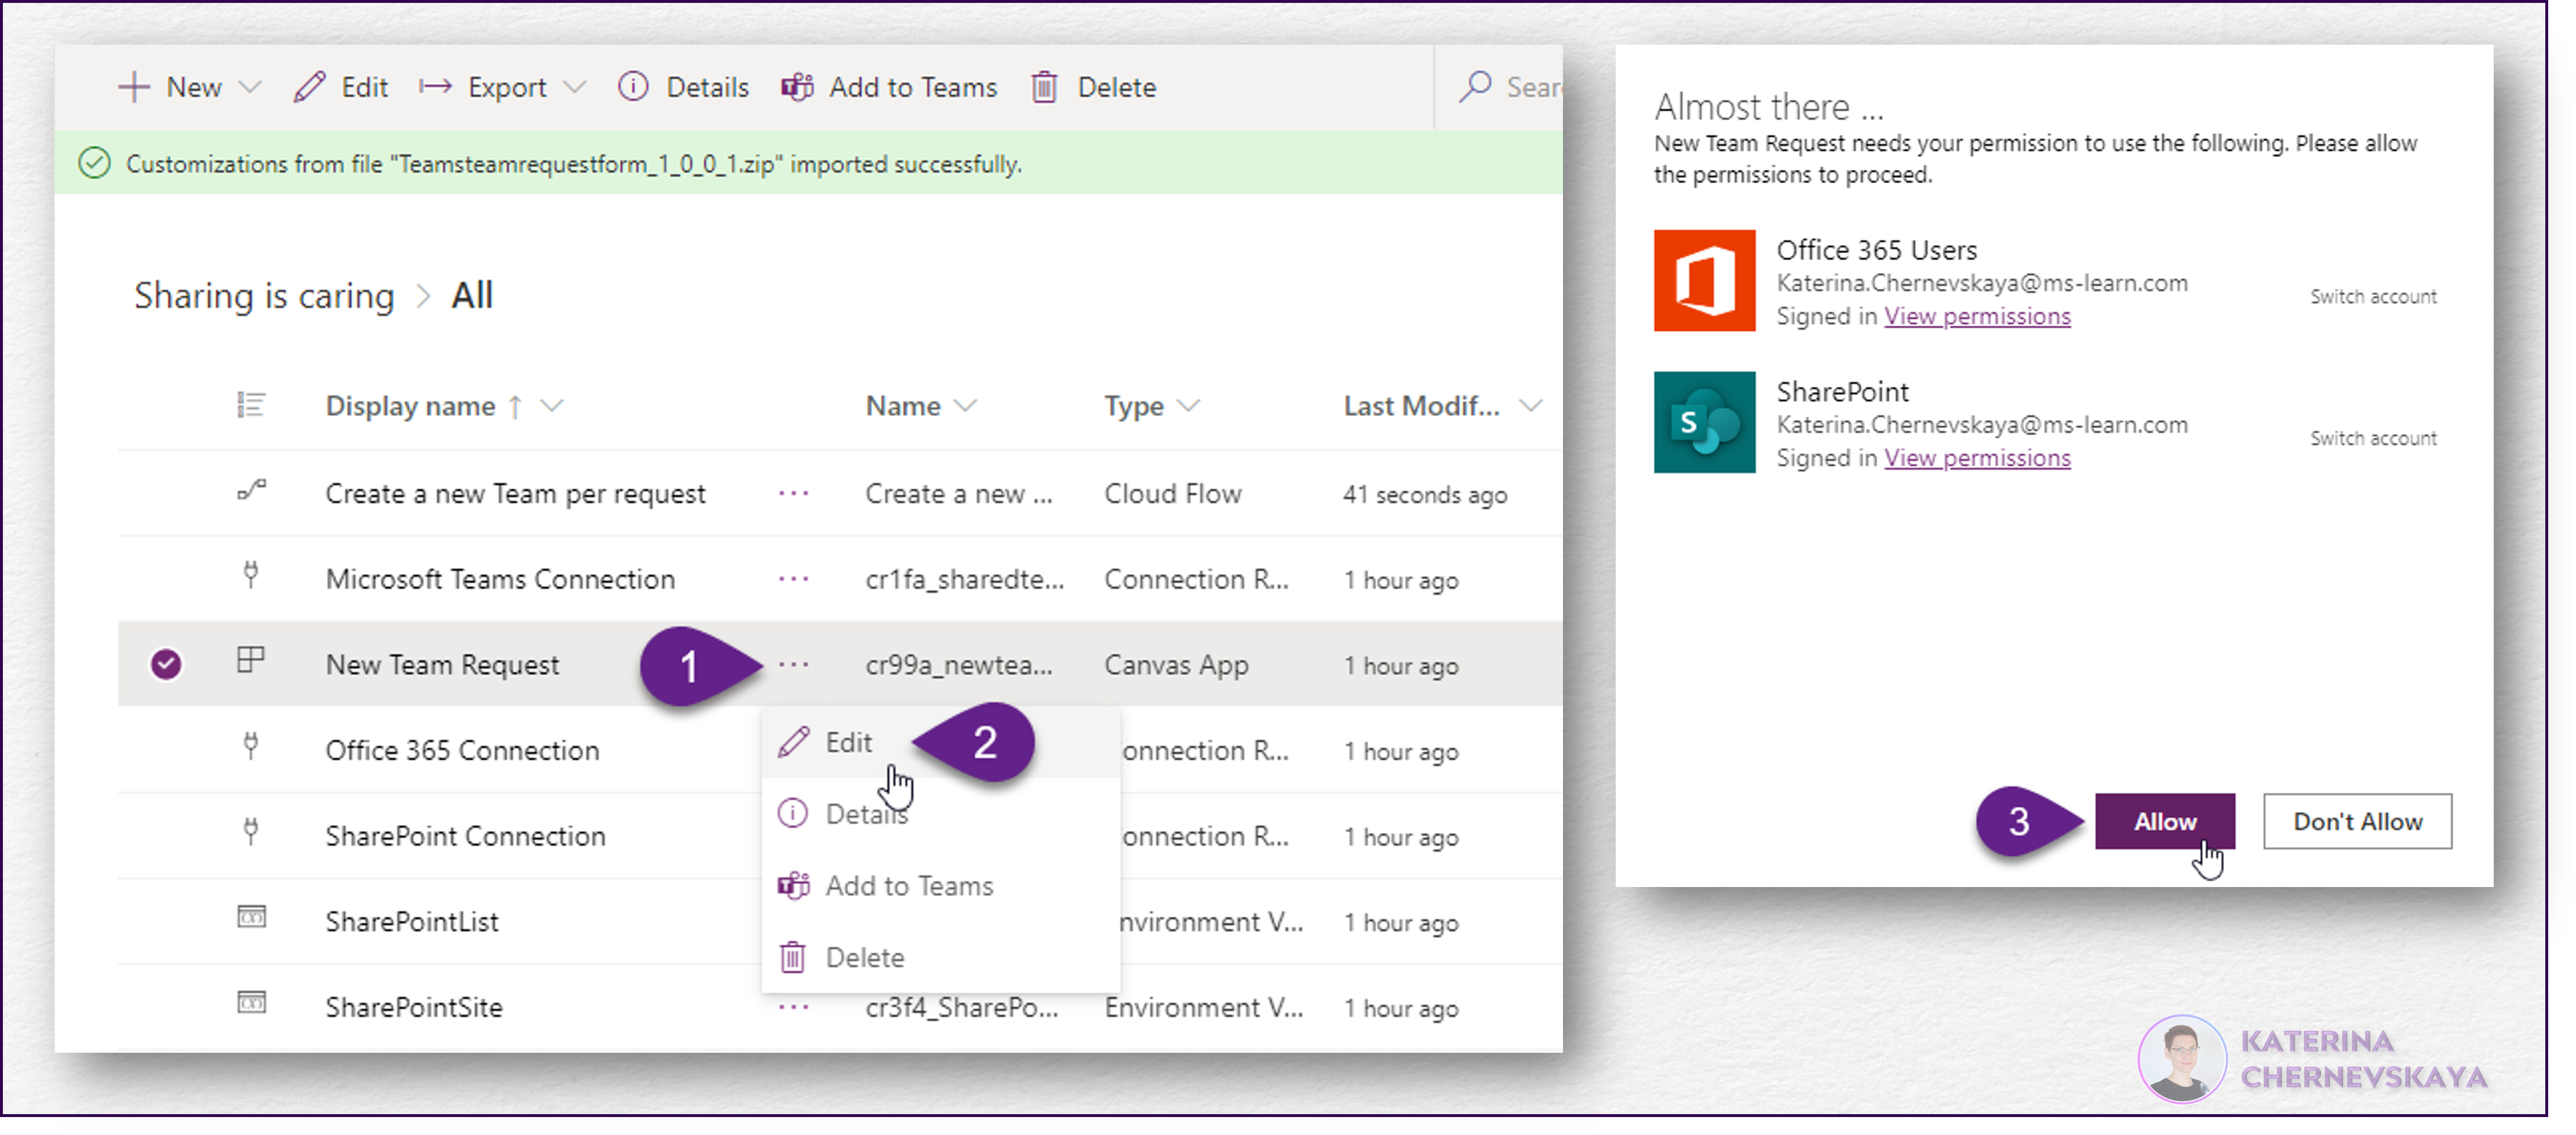 New Edit Export Details Add to Teams Delete Sear
Customizations from file "Teamsteamrequestform_1_0_0_1.zip" imported successfully.
Sharing is caring > All
Display name ↑ Name Type Last Modif...
Create a new Team per request ... Create a new ... Cloud Flow 41 seconds ago
Microsoft Teams Connection ... cr1fa_sharedte... Connection R... 1 hour ago
New Team Request 1 ... cr99a_newtea... Canvas App 1 hour ago
Office 365 Connection onnection R... 1 hour ago
Edit 2
SharePoint Connection onnection R... 1 hour ago
Details
SharePointList nvironment V... 1 hour ago
Add to Teams
Delete
SharePointSite ... cr3f4_SharePo... Environment V... 1 hour ago
Almost there ...
New Team Request needs your permission to use the following. Please allow
the permissions to proceed.
Office 365 Users
Katerina.Chernevskaya@ms-learn.com
Signed in View permissions
Switch account
SharePoint
Katerina.Chernevskaya@ms-learn.com
Signed in View permissions
Switch account
3 Allow Don't Allow
KATERINA
CHERNEVSKAYA